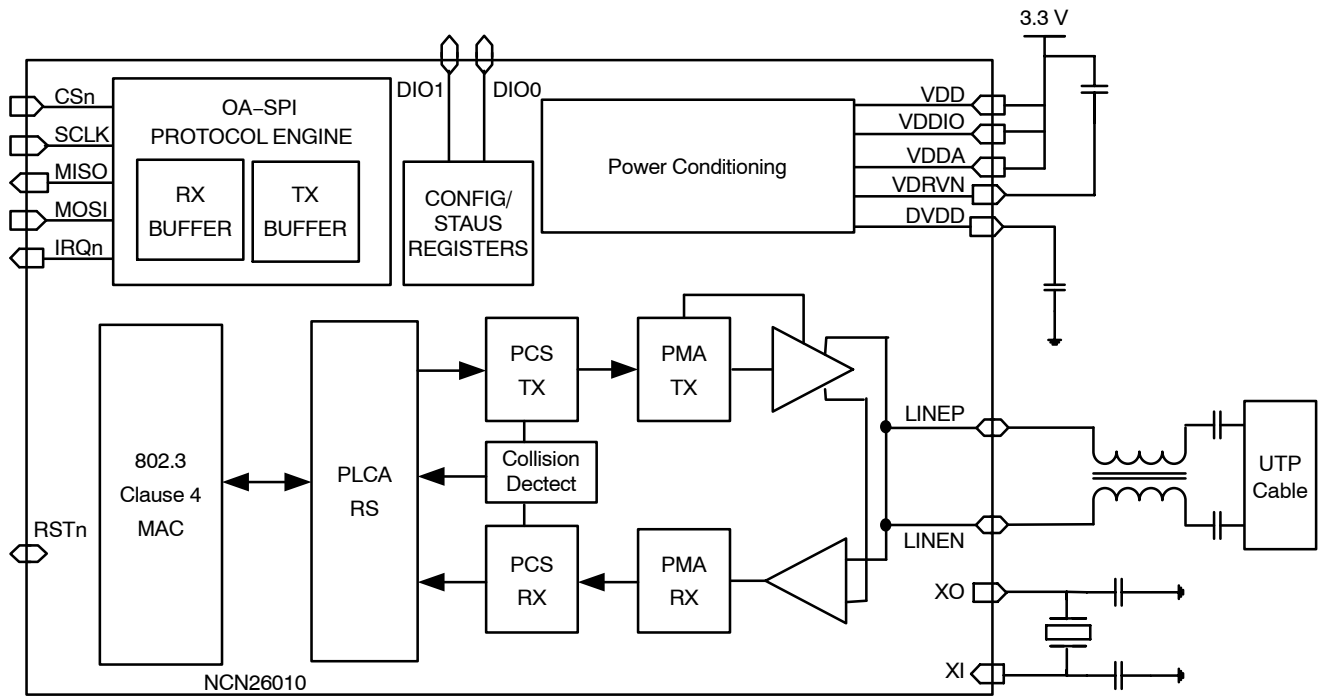 3.3 V
CSn
SCLK
MISO
MOSI
IRQn
OA–SPI
PROTOCOL ENGINE
RX
BUFFER
TX
BUFFER
DIO1
DIO0
CONFIG/
STAUS
REGISTERS
Power Conditioning
VDD
VDDIO
VDDA
VDRVN
DVDD
802.3
Clause 4
MAC
PLCA
RS
PCS
TX
PMA
TX
Collision
Dectect
PCS
RX
PMA
RX
LINEP
LINEN
UTP
Cable
RSTn
XO
XI
NCN26010